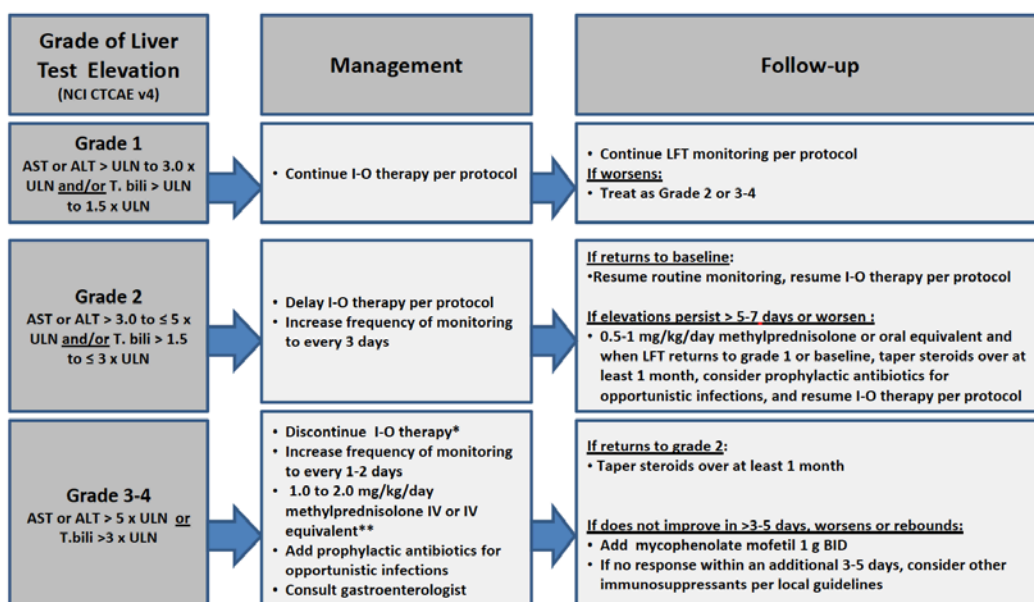 Grade of Liver
Test Elevation
(NCI CTCAE v4)
Management
Follow-up
Grade 1
AST or ALT > ULN to 3.0 x
ULN and/or T. bili > ULN
to 1.5 x ULN
• Continue I-O therapy per protocol
• Continue LFT monitoring per protocol
If worsens:
• Treat as Grade 2 or 3-4
Grade 2
AST or ALT > 3.0 to ≤ 5 x
ULN and/or T. bili > 1.5
to ≤ 3 x ULN
• Delay I-O therapy per protocol
• Increase frequency of monitoring
to every 3 days
If returns to baseline:
•Resume routine monitoring, resume I-O therapy per protocol
If elevations persist > 5-7 days or worsen :
• 0.5-1 mg/kg/day methylprednisolone or oral equivalent and
when LFT returns to grade 1 or baseline, taper steroids over at
least 1 month, consider prophylactic antibiotics for
opportunistic infections, and resume I-O therapy per protocol
Grade 3-4
AST or ALT > 5 x ULN or
T.bili >3 x ULN
• Discontinue I-O therapy*
• Increase frequency of monitoring
to every 1-2 days
• 1.0 to 2.0 mg/kg/day
methylprednisolone IV or IV
equivalent**
• Add prophylactic antibiotics for
opportunistic infections
• Consult gastroenterologist
If returns to grade 2:
• Taper steroids over at least 1 month
If does not improve in >3-5 days, worsens or rebounds:
• Add mycophenolate mofetil 1 g BID
• If no response within an additional 3-5 days, consider other
immunosuppressants per local guidelines